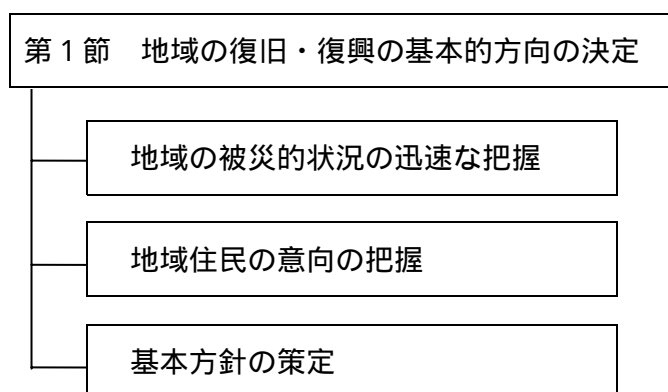 第1節　地域の復旧・復興の基本的方向の決定
地域の被災的状況の迅速な把握
地域住民の意向の把握
基本方針の策定